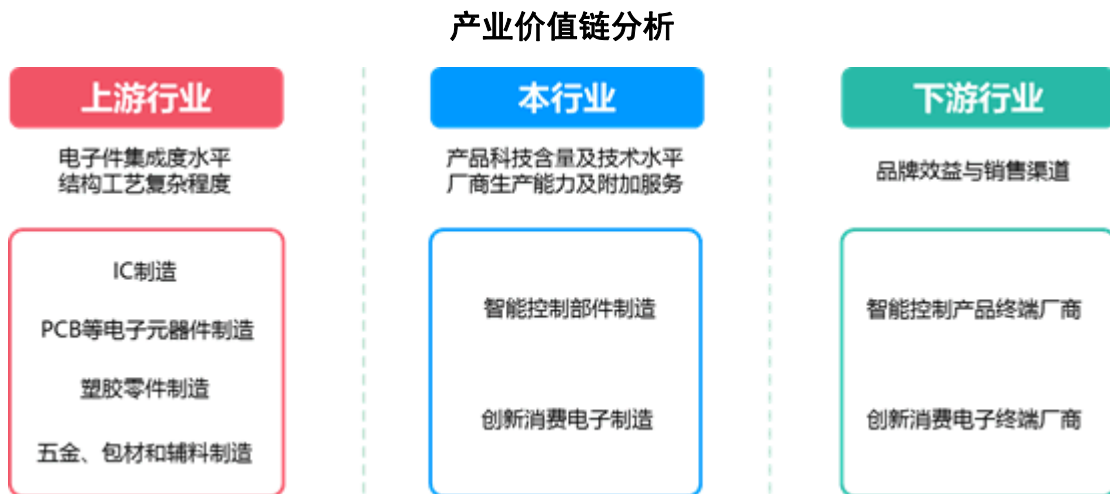 产业价值链分析
上游行业
电子件集成度水平
结构工艺复杂程度
IC制造
PCB等电子元器件制造
塑胶零件制造
五金、包材和辅料制造
本行业
产品科技含量及技术水平
厂商生产能力及附加服务
智能控制部件制造
创新消费电子制造
下游行业
品牌效益与销售渠道
智能控制产品终端厂商
创新消费电子终端厂商